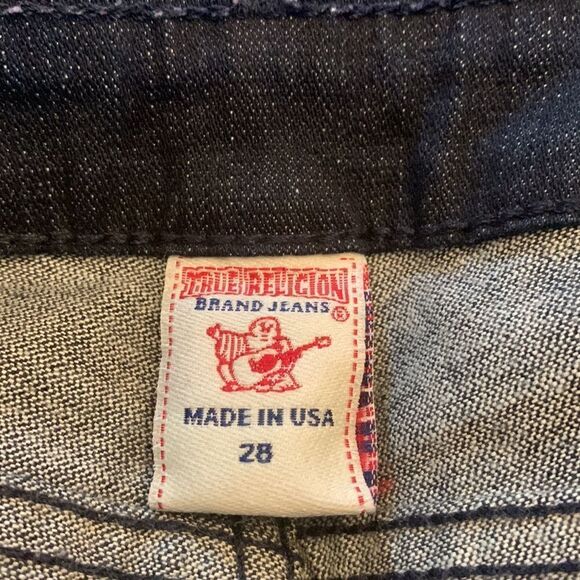 TRUE RELIGION
BRAND JEANS ®
MADE IN USA
28